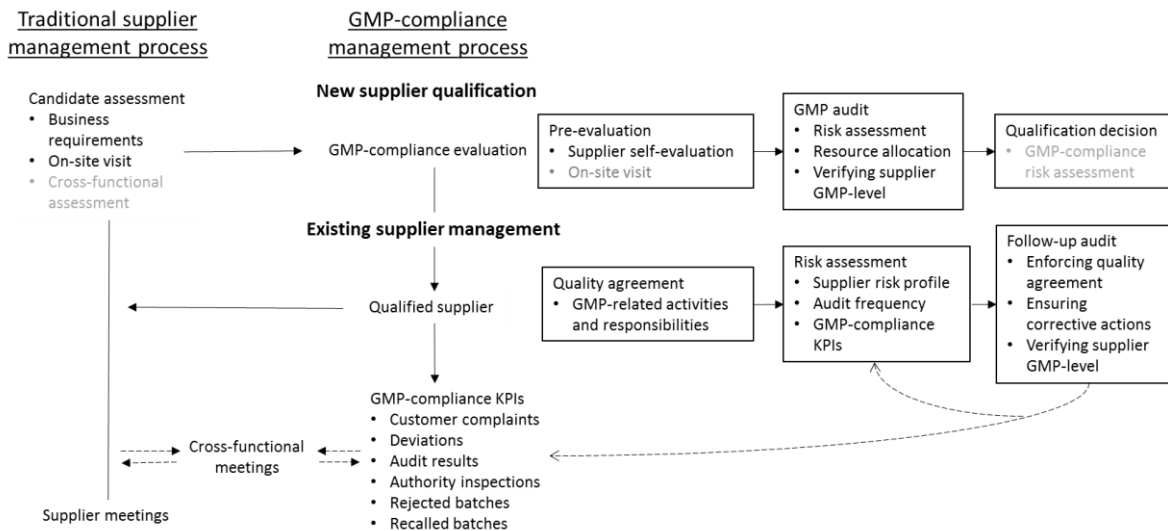 Traditional supplier
management process
GMP-compliance
management process
New supplier qualification
Candidate assessment
• Business
requirements
• On-site visit
• Cross-functional
assessment
GMP-compliance evaluation
Pre-evaluation
• Supplier self-evaluation
• On-site visit
GMP audit
• Risk assessment
• Resource allocation
• Verifying supplier
GMP-level
Qualification decision
• GMP-compliance
risk assessment
Existing supplier management
Qualified supplier
Quality agreement
• GMP-related activities
and responsibilities
Risk assessment
• Supplier risk profile
• Audit frequency
• GMP-compliance
KPIs
Follow-up audit
• Enforcing quality
agreement
• Ensuring
corrective actions
• Verifying supplier
GMP-level
GMP-compliance KPIs
• Customer complaints
• Deviations
• Audit results
• Authority inspections
• Rejected batches
• Recalled batches
Cross-functional
meetings
Supplier meetings